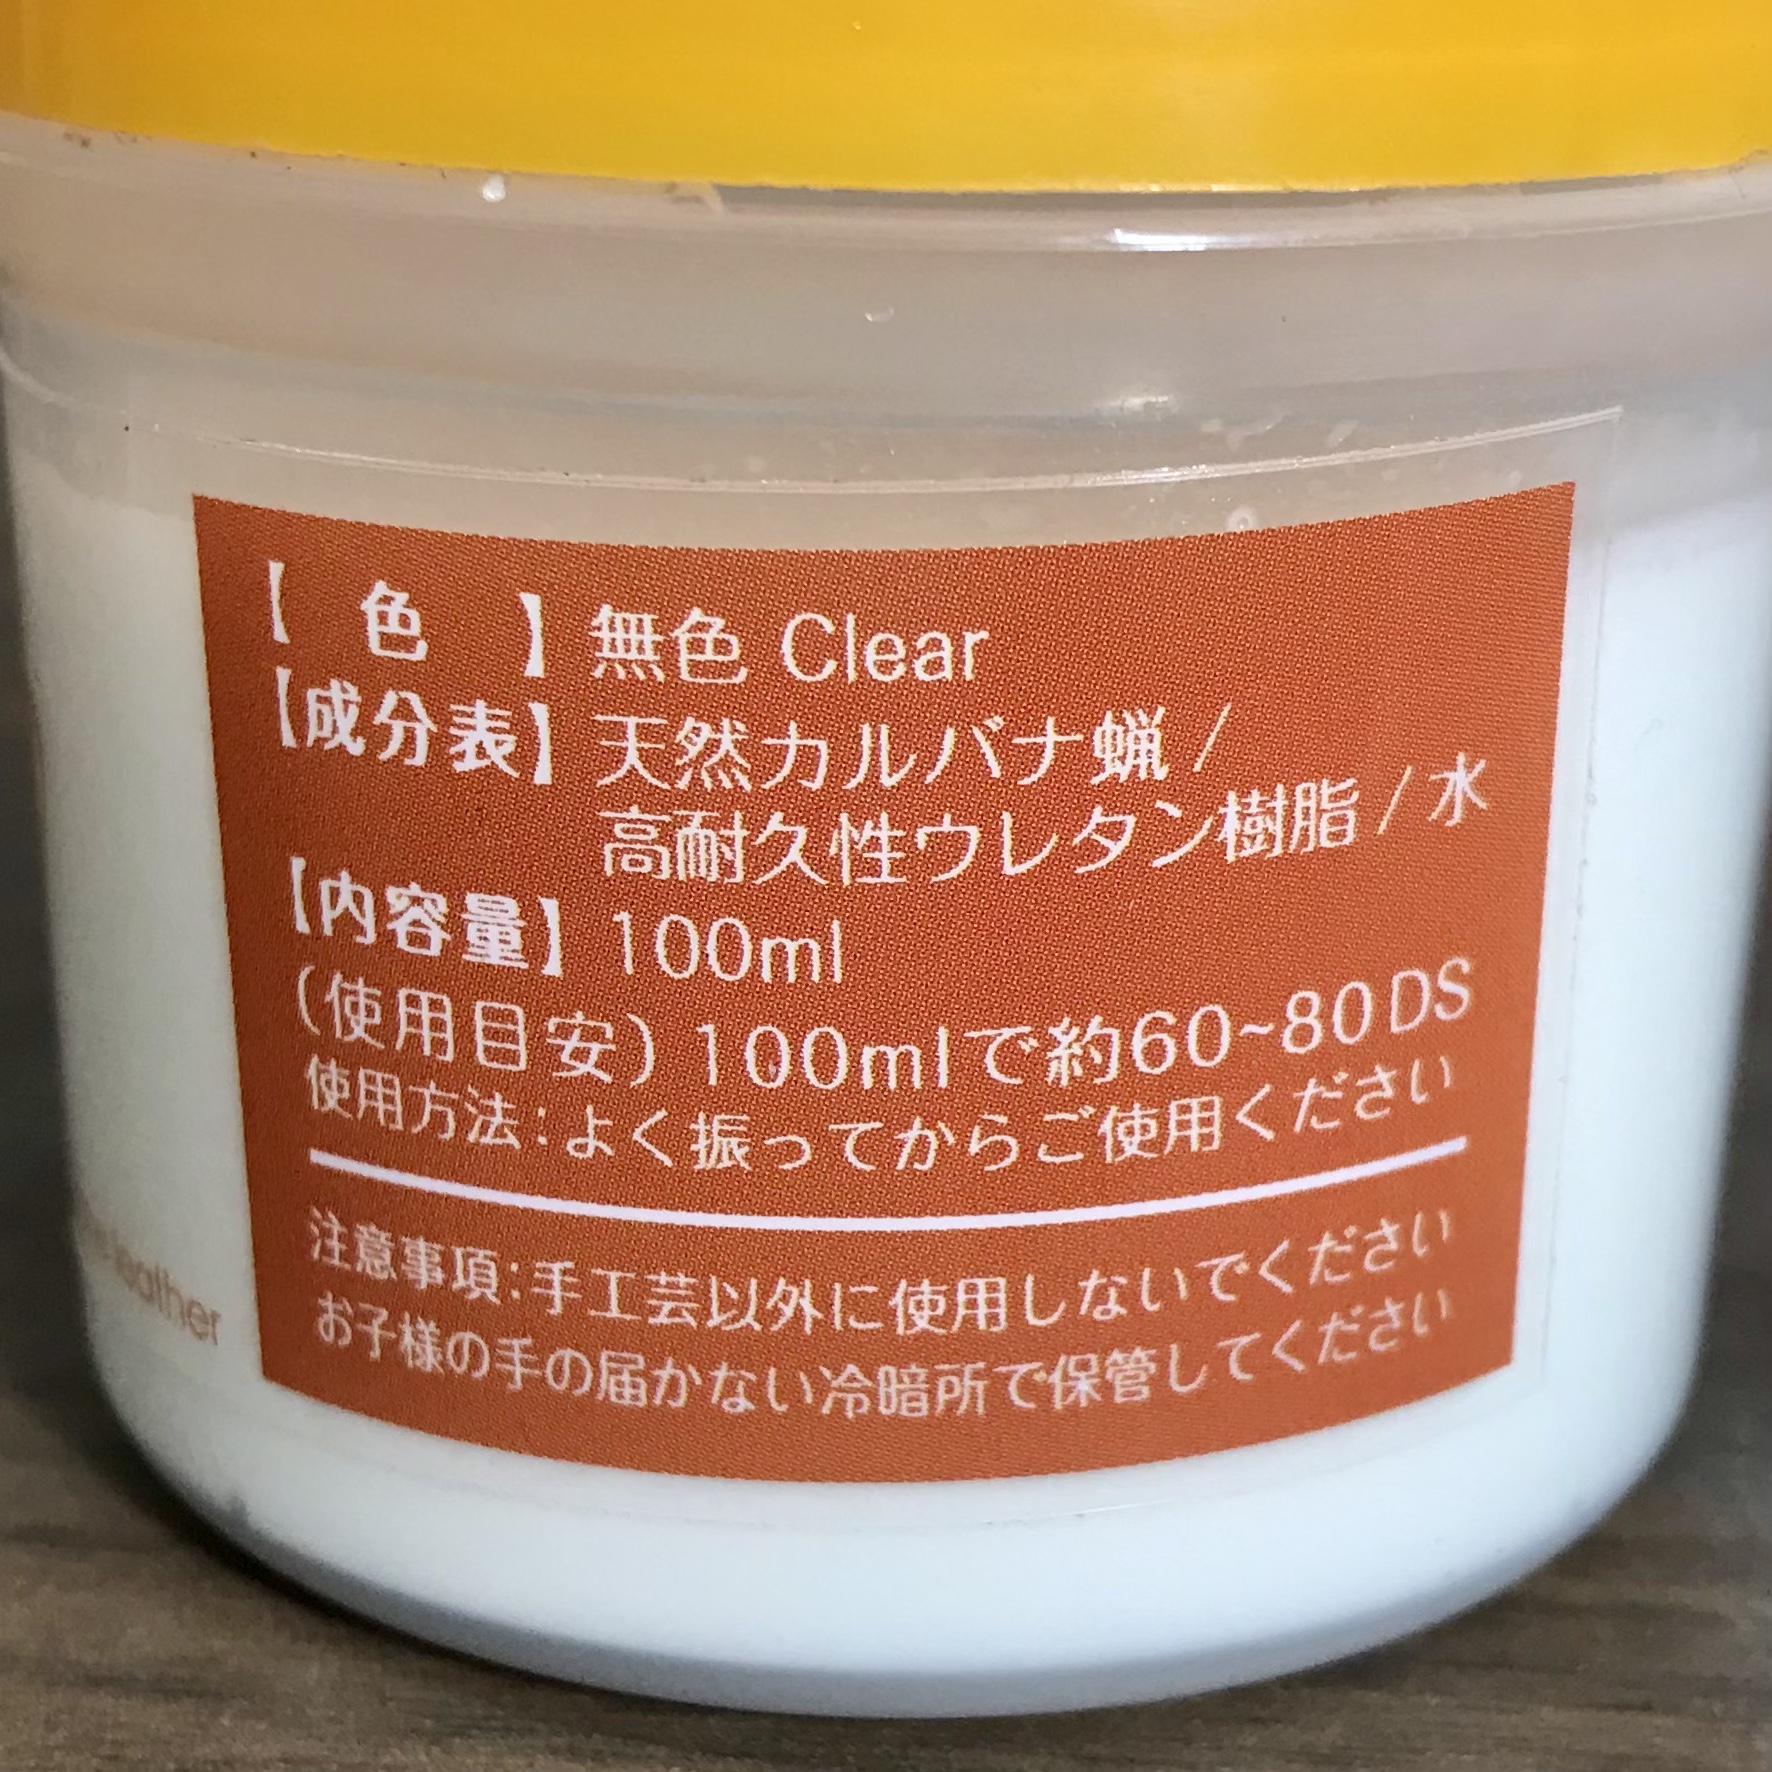 【　色　】無色 Clear
【成分表】天然カルバナ蝋 /
高耐久性ウレタン樹脂 / 水
【内容量】100ml
(使用目安) 100mlで約60~80DS
使用方法:よく振ってからご使用ください
注意事項:手工芸以外に使用しないでください
お子様の手の届かない冷暗所で保管してください
leather